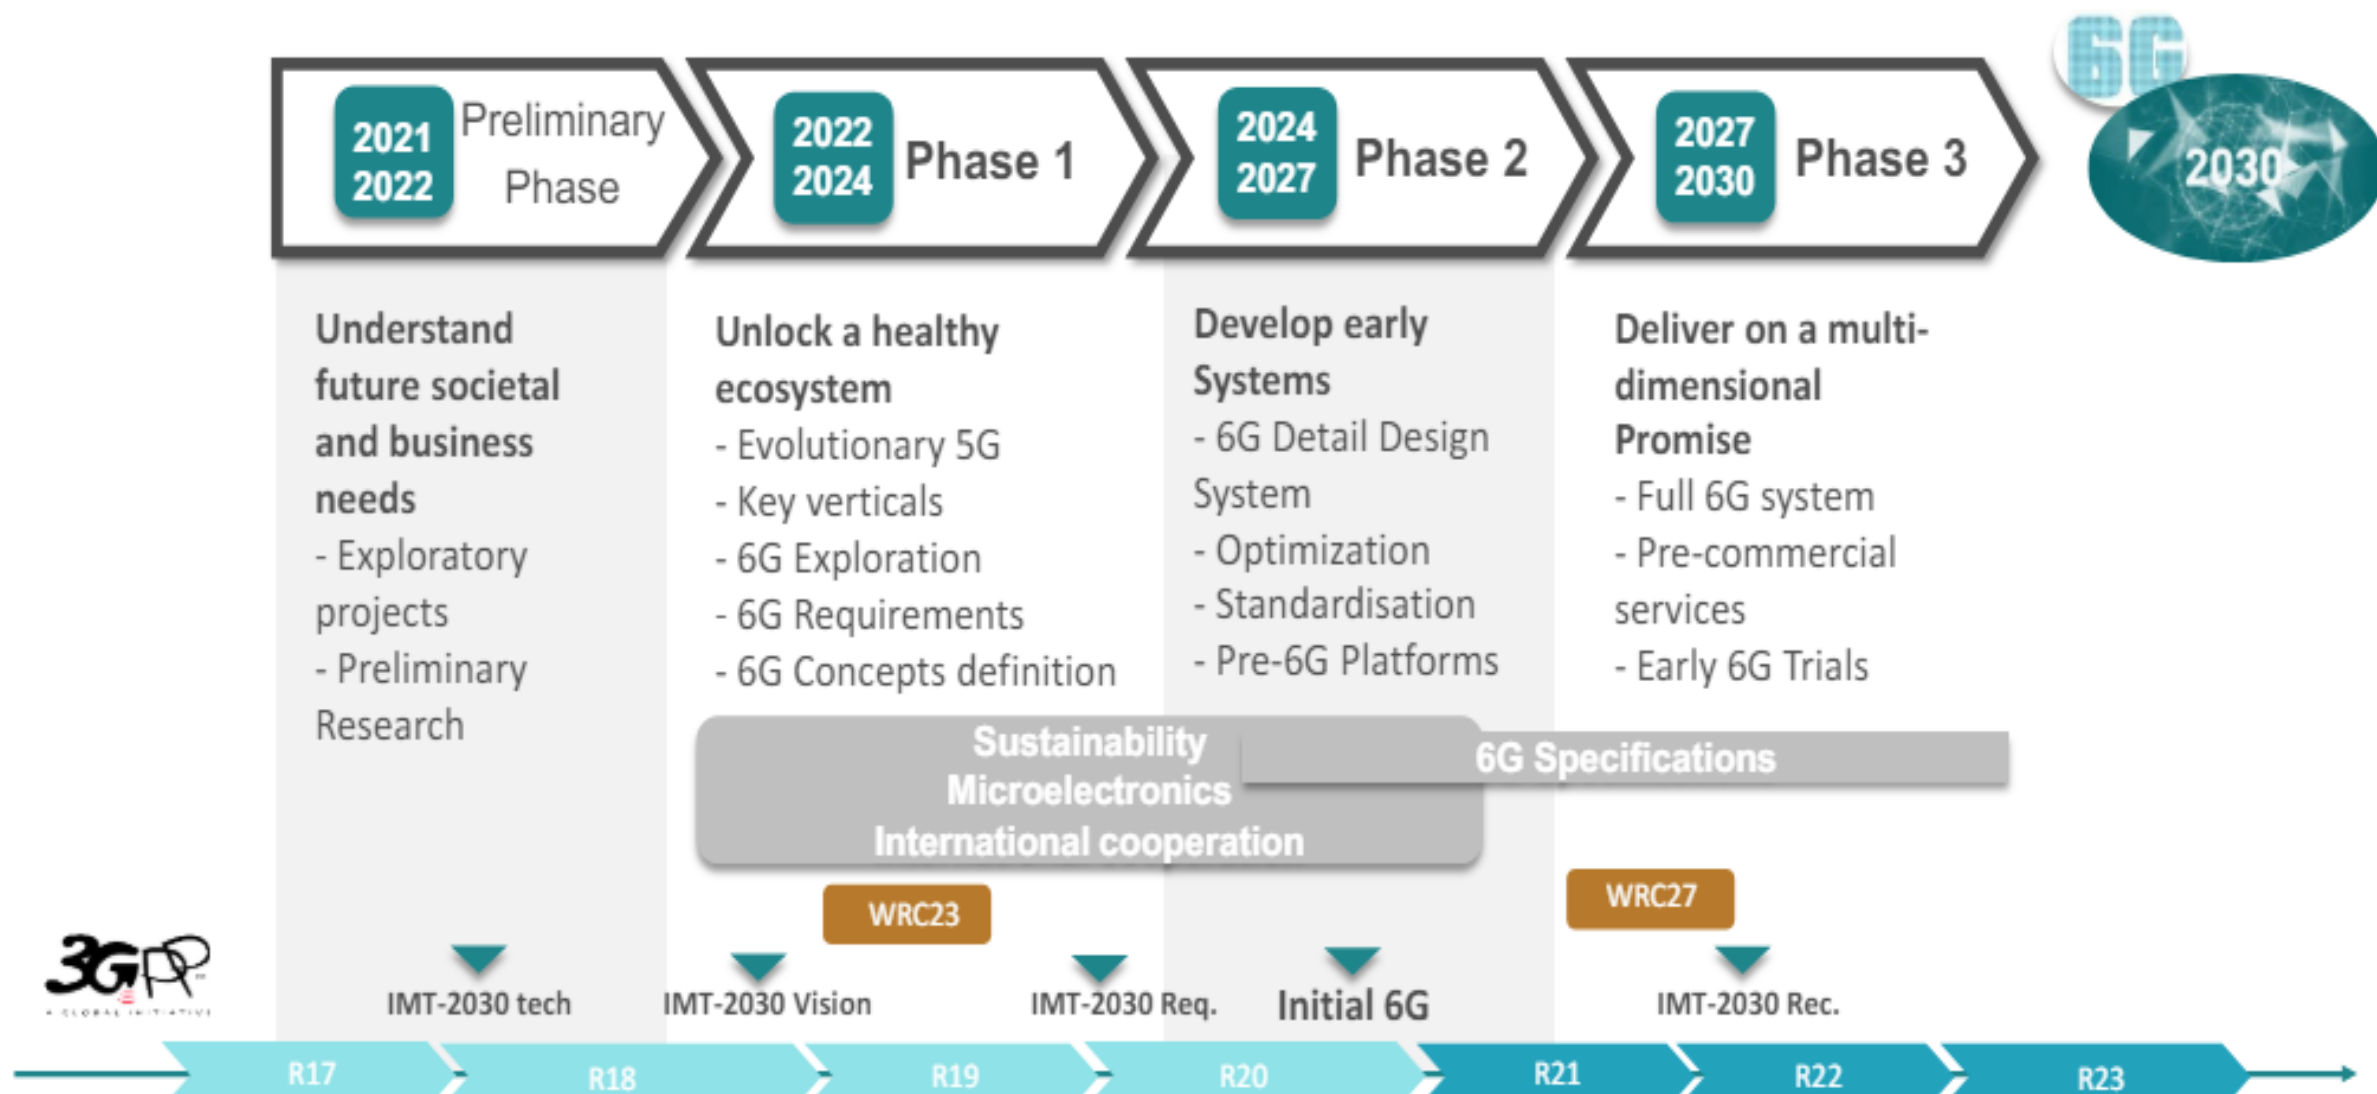 6G
2030
2021
2022
Preliminary
Phase
2022
2024
Phase 1
2024
2027
Phase 2
2027
2030
Phase 3
Understand
future societal
and business
needs
- Exploratory
projects
- Preliminary
Research
Unlock a healthy
ecosystem
- Evolutionary 5G
- Key verticals
- 6G Exploration
- 6G Requirements
- 6G Concepts definition
Develop early
Systems
- 6G Detail Design
System
- Optimization
- Standardisation
- Pre-6G Platforms
Deliver on a multi-
dimensional
Promise
- Full 6G system
- Pre-commercial
services
- Early 6G Trials
Sustainability
Microelectronics
International cooperation
6G Specifications
WRC23
WRC27
3GPP
A GLOBAL INITIATIVE
IMT-2030 tech
IMT-2030 Vision
IMT-2030 Req.
Initial 6G
IMT-2030 Rec.
R17
R18
R19
R20
R21
R22
R23